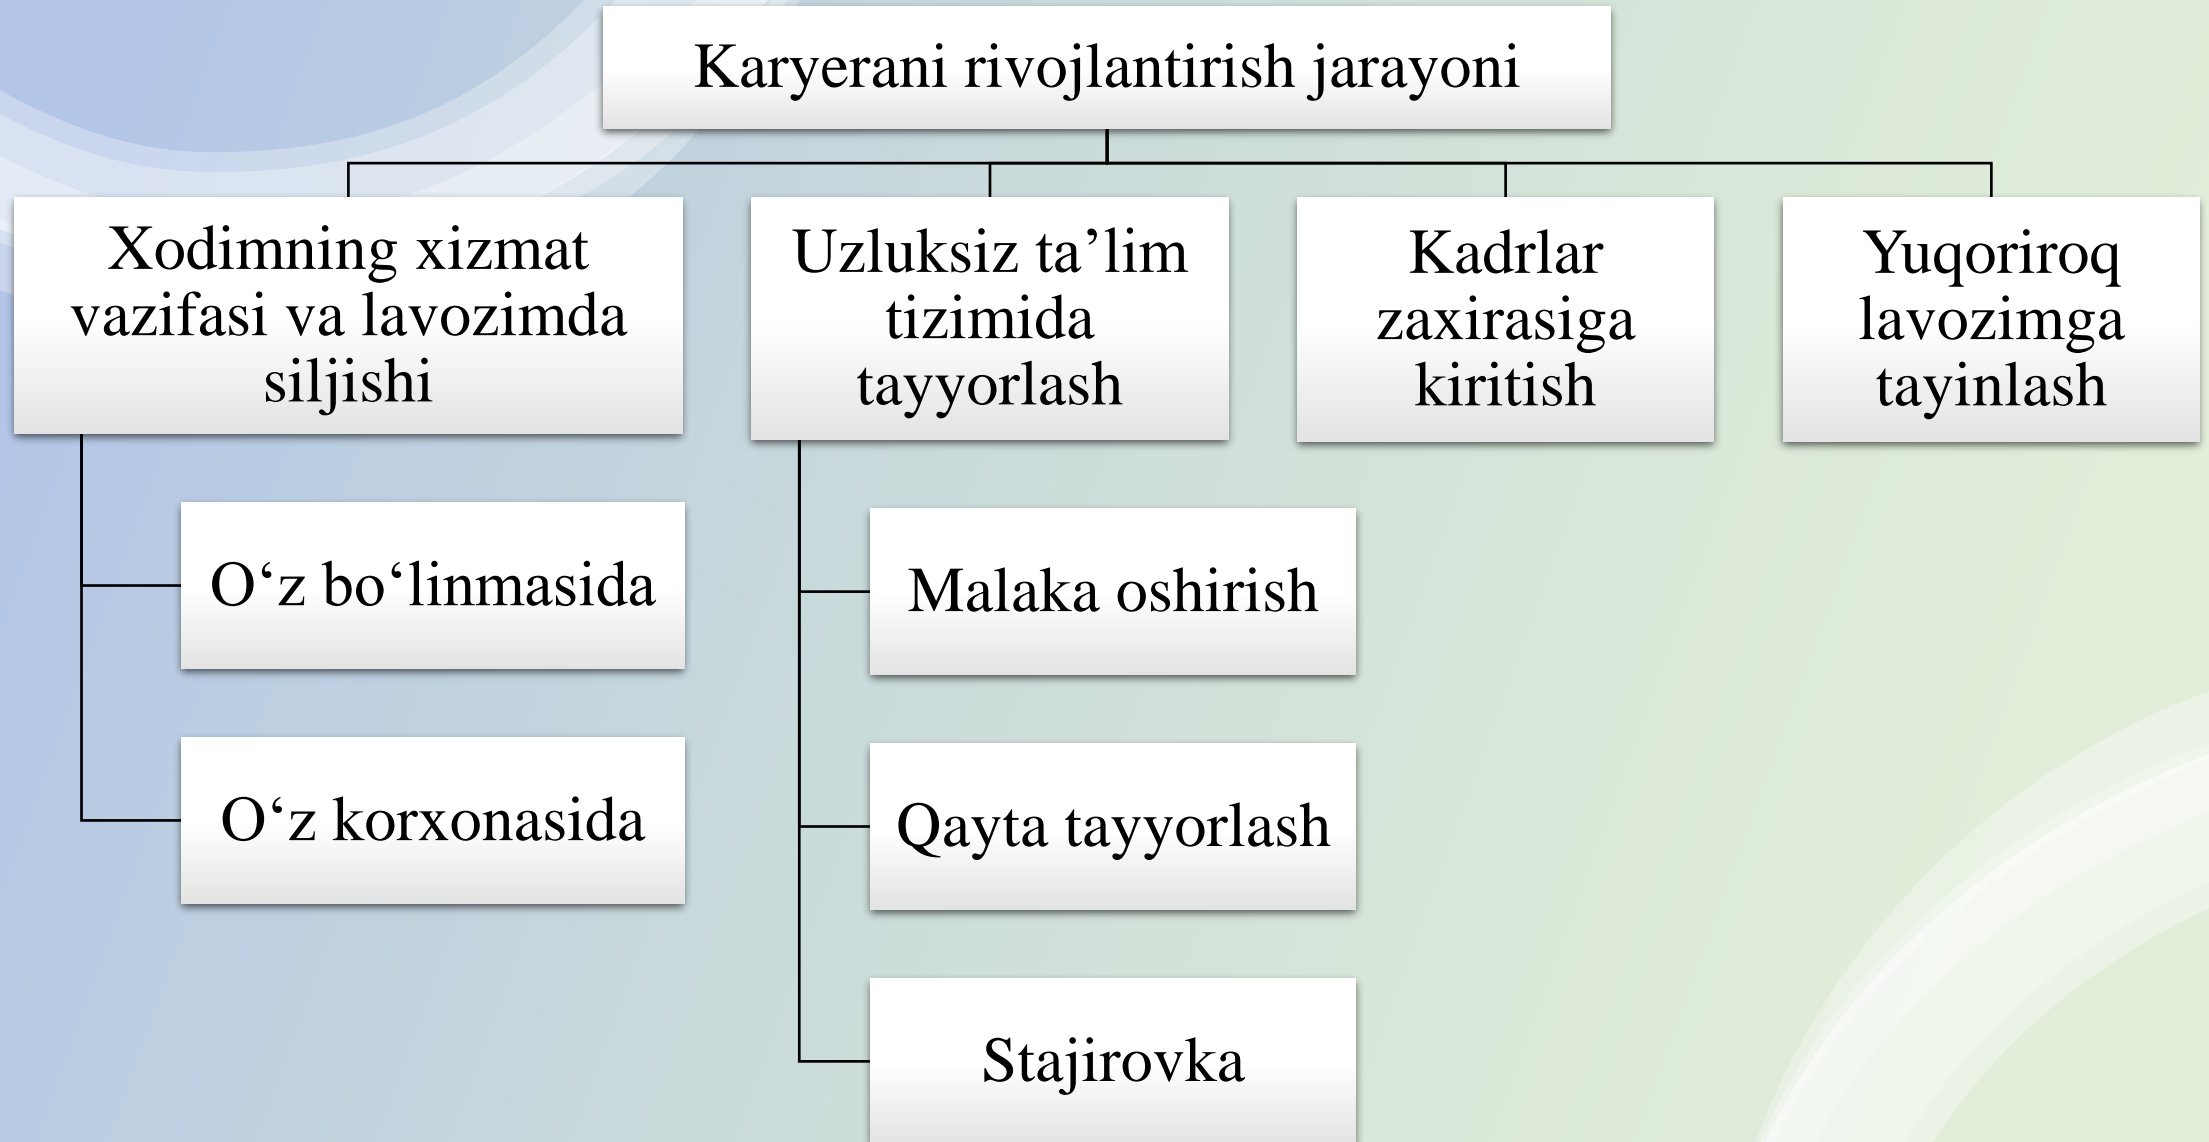 Karyerani rivojlantirish jarayoni
Xodimning xizmat
vazifasi va lavozimda
siljishi
Uzluksiz ta’lim
tizimida
tayyorlash
Kadrlar
zaxirasiga
kiritish
Yuqoriroq
lavozimga
tayinlash
O‘z bo‘linmasida
O‘z korxonasida
Malaka oshirish
Qayta tayyorlash
Stajirovka